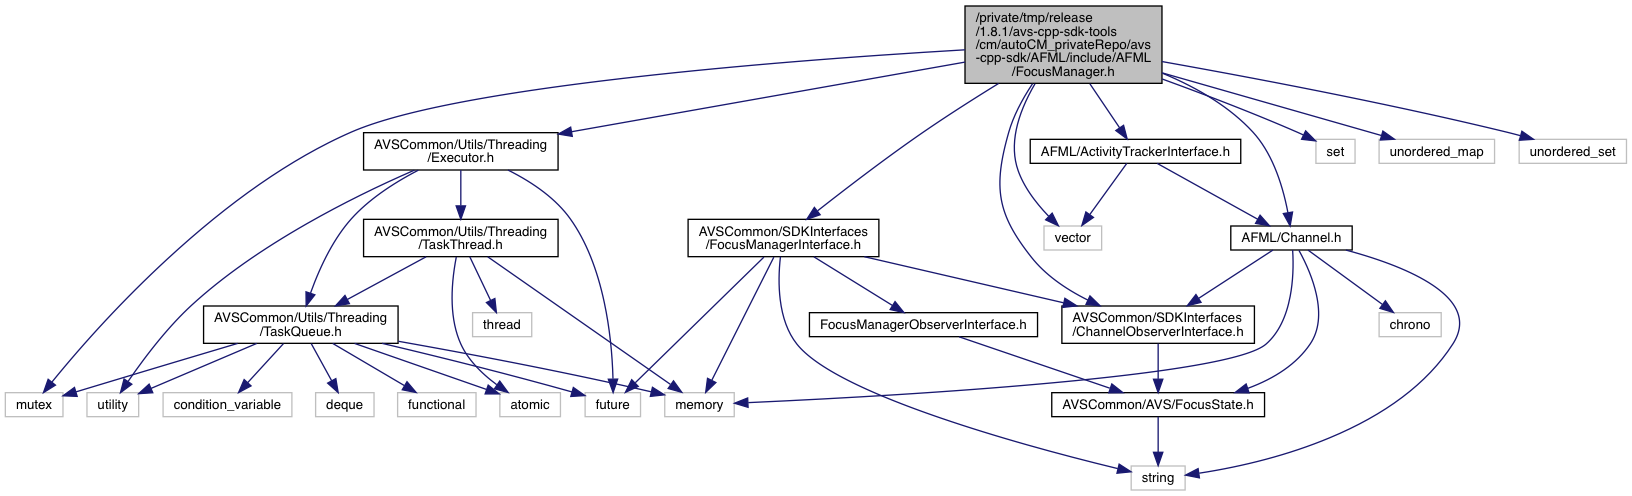 /private/tmp/release
/1.8.1/avs-cpp-sdk-tools
/cm/autoCM_privateRepo/avs
-cpp-sdk/AFML/include/AFML
/FocusManager.h
AVSCommon/Utils/Threading
/Executor.h
AFML/ActivityTrackerInterface.h
set
unordered_map
unordered_set
AVSCommon/Utils/Threading
/TaskThread.h
AVSCommon/SDKInterfaces
/FocusManagerInterface.h
vector
AFML/Channel.h
AVSCommon/Utils/Threading
/TaskQueue.h
thread
FocusManagerObserverInterface.h
AVSCommon/SDKInterfaces
/ChannelObserverInterface.h
chrono
mutex
utility
condition_variable
deque
functional
atomic
future
memory
AVSCommon/AVS/FocusState.h
string